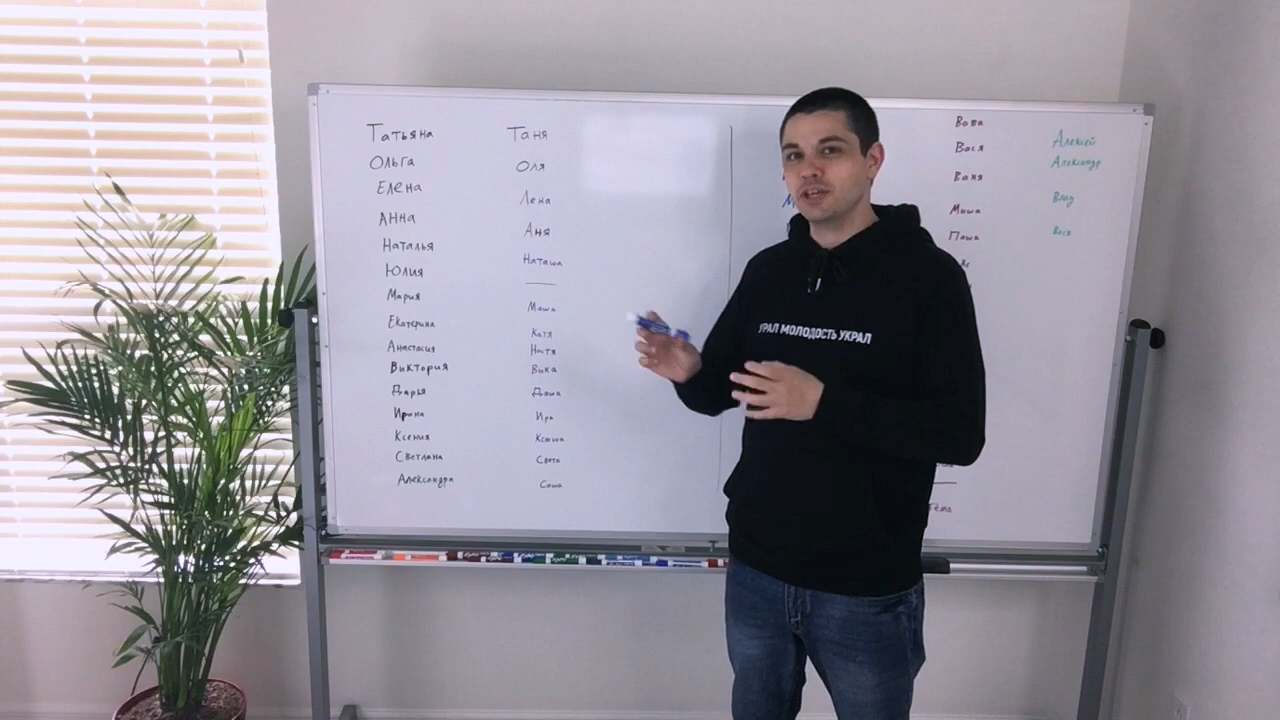 Татьяна Таня
Ольга Оля
Елена Лена
Анна Аня
Наталья Наташа
Юлия —
Мария Маша
Екатерина Катя
Анастасия Настя
Виктория Вика
Дарья Даша
Ирина Ира
Ксения Ксюша
Светлана Света
Александра Саша
Вова
Вася
Ваня
Миша
Паша
Тёма
Алексей
Александр
Влад
Вася
УРАЛ МОЛОДОСТЬ УКРАЛ